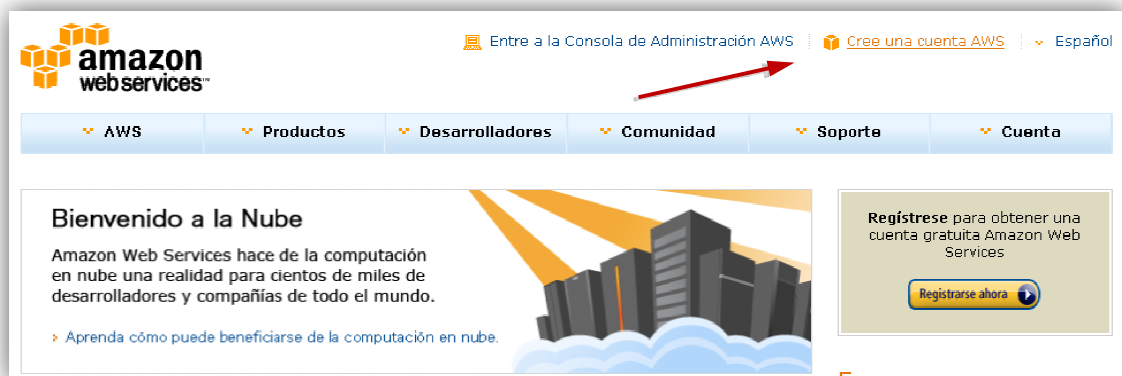 amazon
web services™
Entre a la Consola de Administración AWS
Cree una cuenta AWS
Español
AWS
Productos
Desarrolladores
Comunidad
Soporte
Cuenta
Bienvenido a la Nube
Amazon Web Services hace de la computación
en nube una realidad para cientos de miles de
desarrolladores y compañías de todo el mundo.
Aprenda cómo puede beneficiarse de la computación en nube.
Regístrese para obtener una
cuenta gratuita Amazon Web
Services
Registrarse ahora